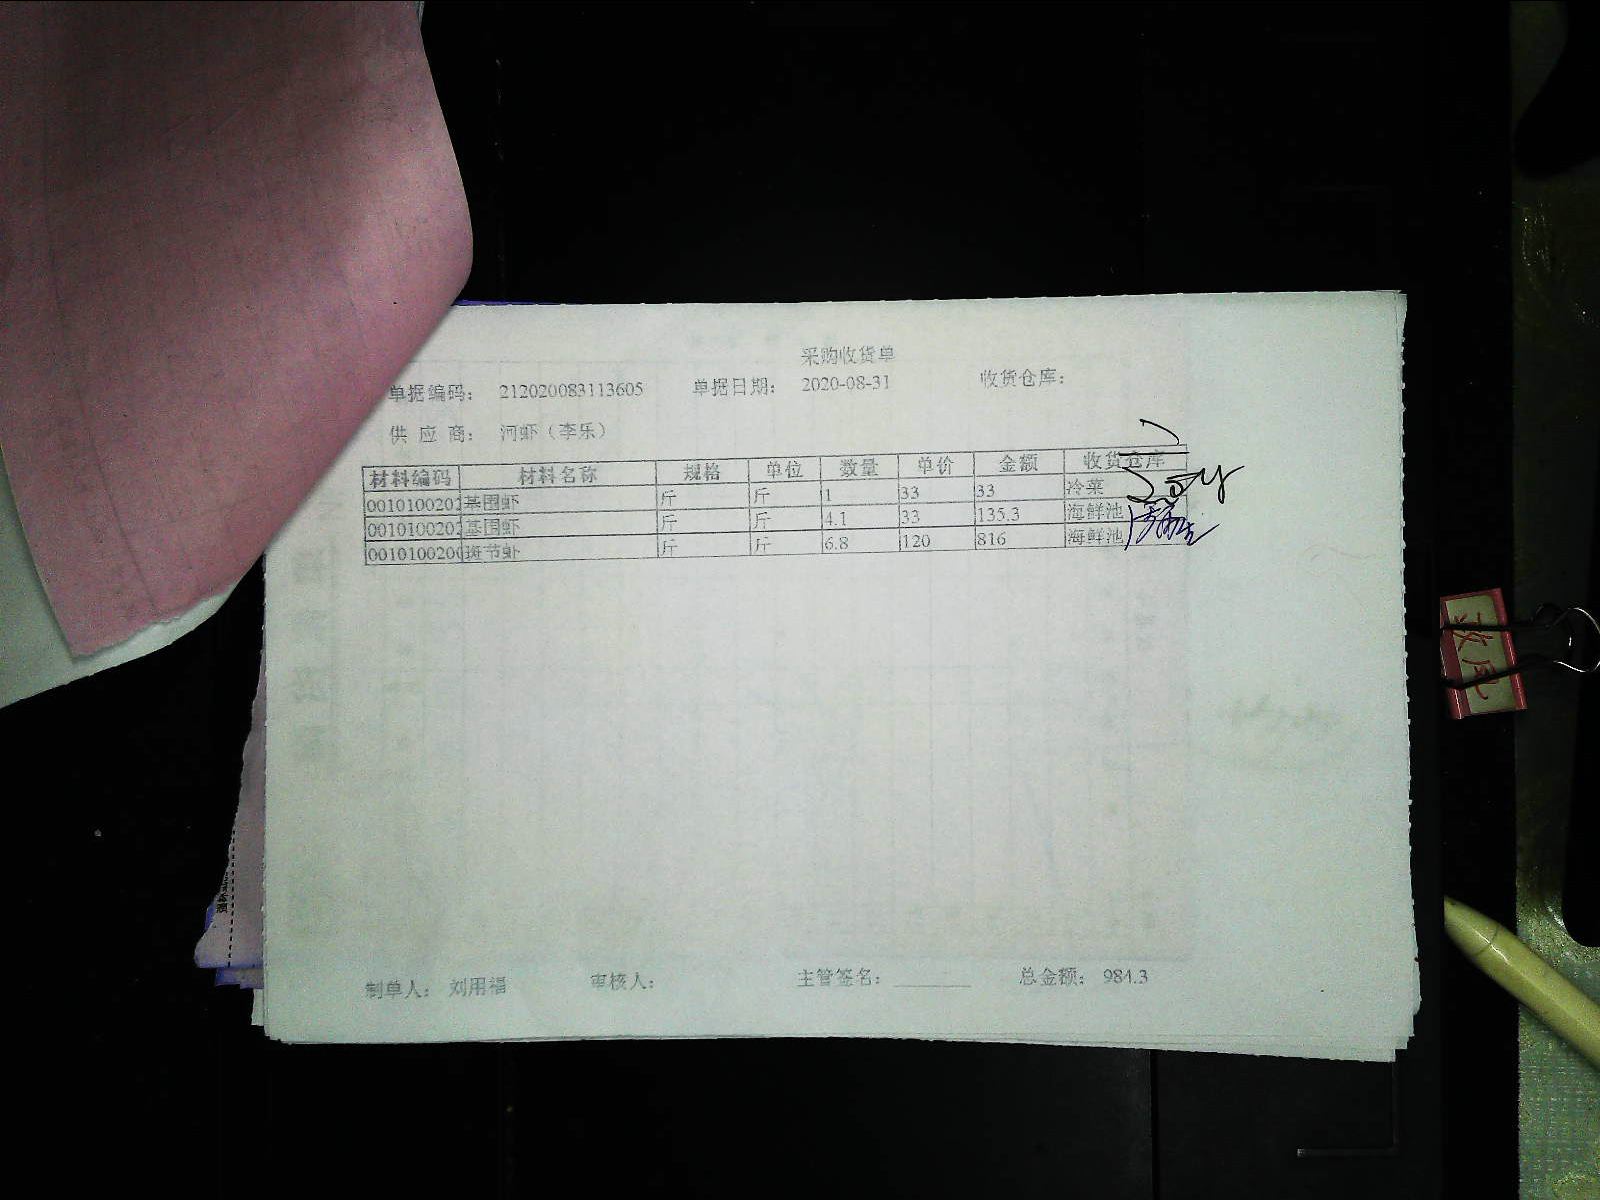 采购收货单
单据编码： 212020083113605 单据日期： 2020-08-31 收货仓库：
供 应 商： 河虾（李乐）
材料编码 材料名称 规格 单位 数量 单价 金额 收货仓库
0010100202 基围虾 斤 斤 1 33 33 冷菜
0010100202 基围虾 斤 斤 4.1 33 135.3 海鲜池
0010100200 斑节虾 斤 斤 6.8 120 816 海鲜池
制单人： 刘用福 审核人： 主管签名： 总金额： 984.3